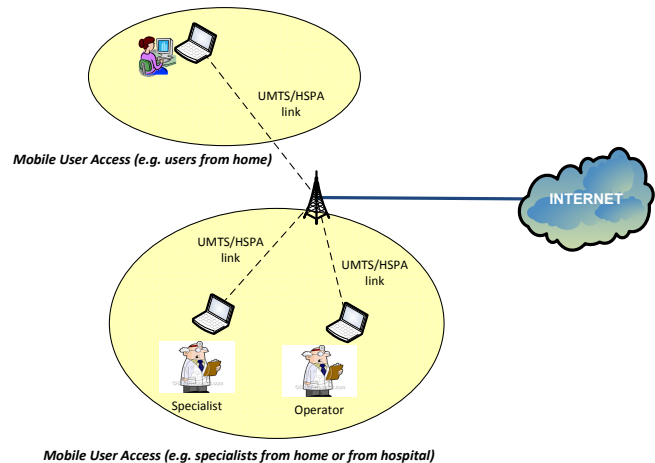 UMTS/HSPA
link
Mobile User Access (e.g. users from home)
INTERNET
UMTS/HSPA
link
UMTS/HSPA
link
Specialist
Operator
Mobile User Access (e.g. specialists from home or from hospital)